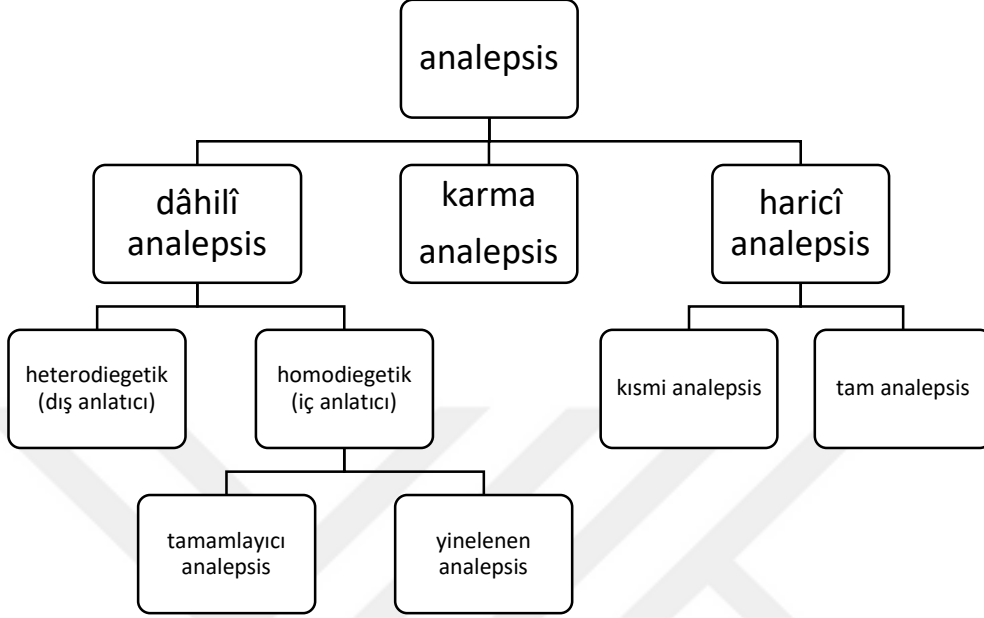 analepsis
dâhilî
analepsis
karma
analepsis
haricî
analepsis
heterodiegetik
(dış anlatıcı)
homodiegetik
(iç anlatıcı)
kısmi analepsis
tam analepsis
tamamlayıcı
analepsis
yinelenen
analepsis